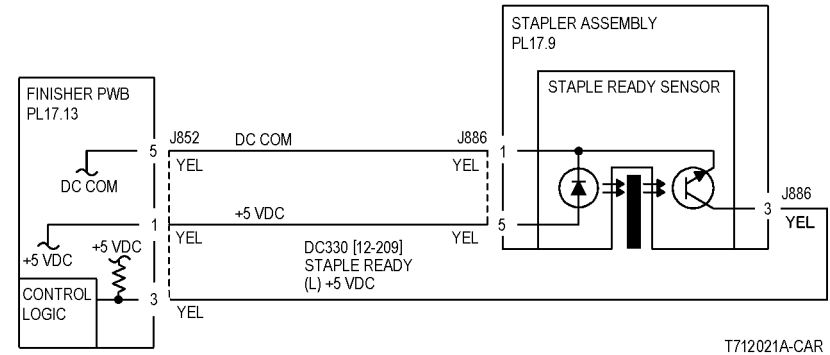 STAPLER ASSEMBLY
PL17.9
FINISHER PWB
PL17.13
STAPLE READY SENSOR
5
J852
DC COM
J886
1
YEL
YEL
DC COM
J886
3
YEL
1
+5 VDC
5
YEL
YEL
+5 VDC
+5 VDC
DC330 [12-209]
STAPLE READY
(L) +5 VDC
CONTROL
LOGIC
3
YEL
T712021A-CAR